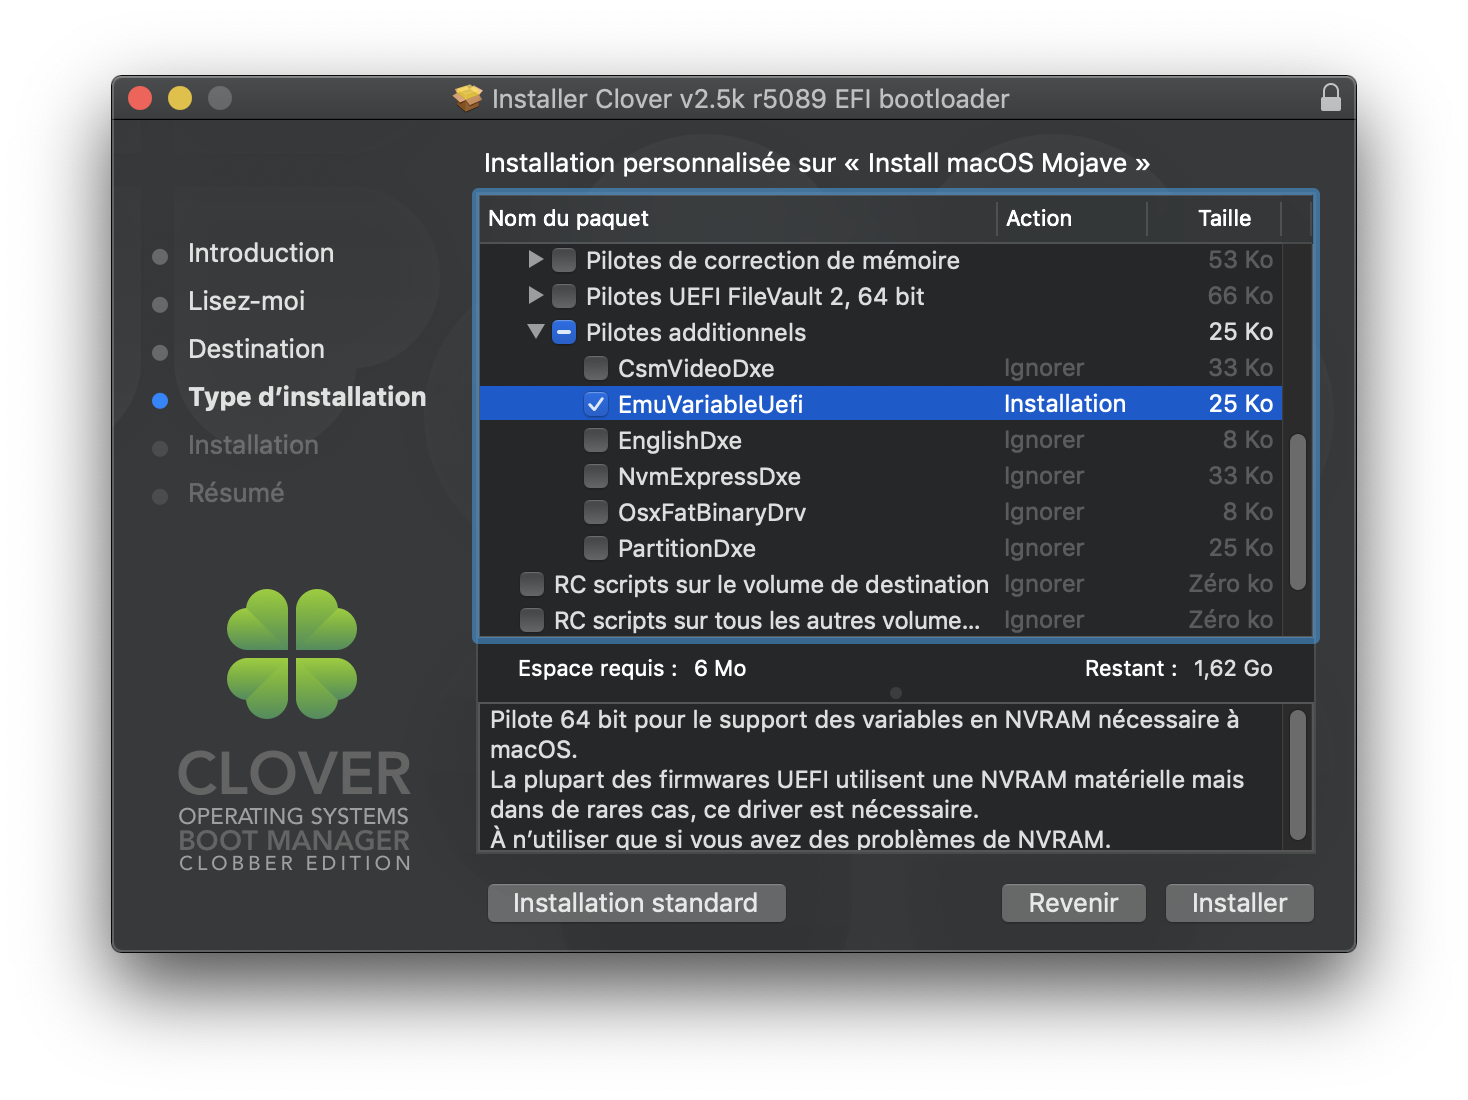 Installer Clover v2.5k r5089 EFI bootloader
Installation personnalisée sur « Install macOS Mojave »
Introduction
Lisez-moi
Destination
Type d’installation
Installation
Résumé
CLOVER
OPERATING SYSTEMS
BOOT MANAGER
CLOBBER EDITION
Nom du paquet Action Taille
Pilotes de correction de mémoire 53 Ko
Pilotes UEFI FileVault 2, 64 bit 66 Ko
Pilotes additionnels 25 Ko
CsmVideoDxe Ignorer 33 Ko
EmuVariableUefi Installation 25 Ko
EnglishDxe Ignorer 8 Ko
NvmExpressDxe Ignorer 33 Ko
OsxFatBinaryDrv Ignorer 8 Ko
PartitionDxe Ignorer 25 Ko
RC scripts sur le volume de destination Ignorer Zéro ko
RC scripts sur tous les autres volume... Ignorer Zéro ko
Espace requis : 6 Mo Restant : 1,62 Go
Pilote 64 bit pour le support des variables en NVRAM nécessaire à
macOS.
La plupart des firmwares UEFI utilisent une NVRAM matérielle mais
dans de rares cas, ce driver est nécessaire.
À n’utiliser que si vous avez des problèmes de NVRAM.
Installation standard Revenir Installer